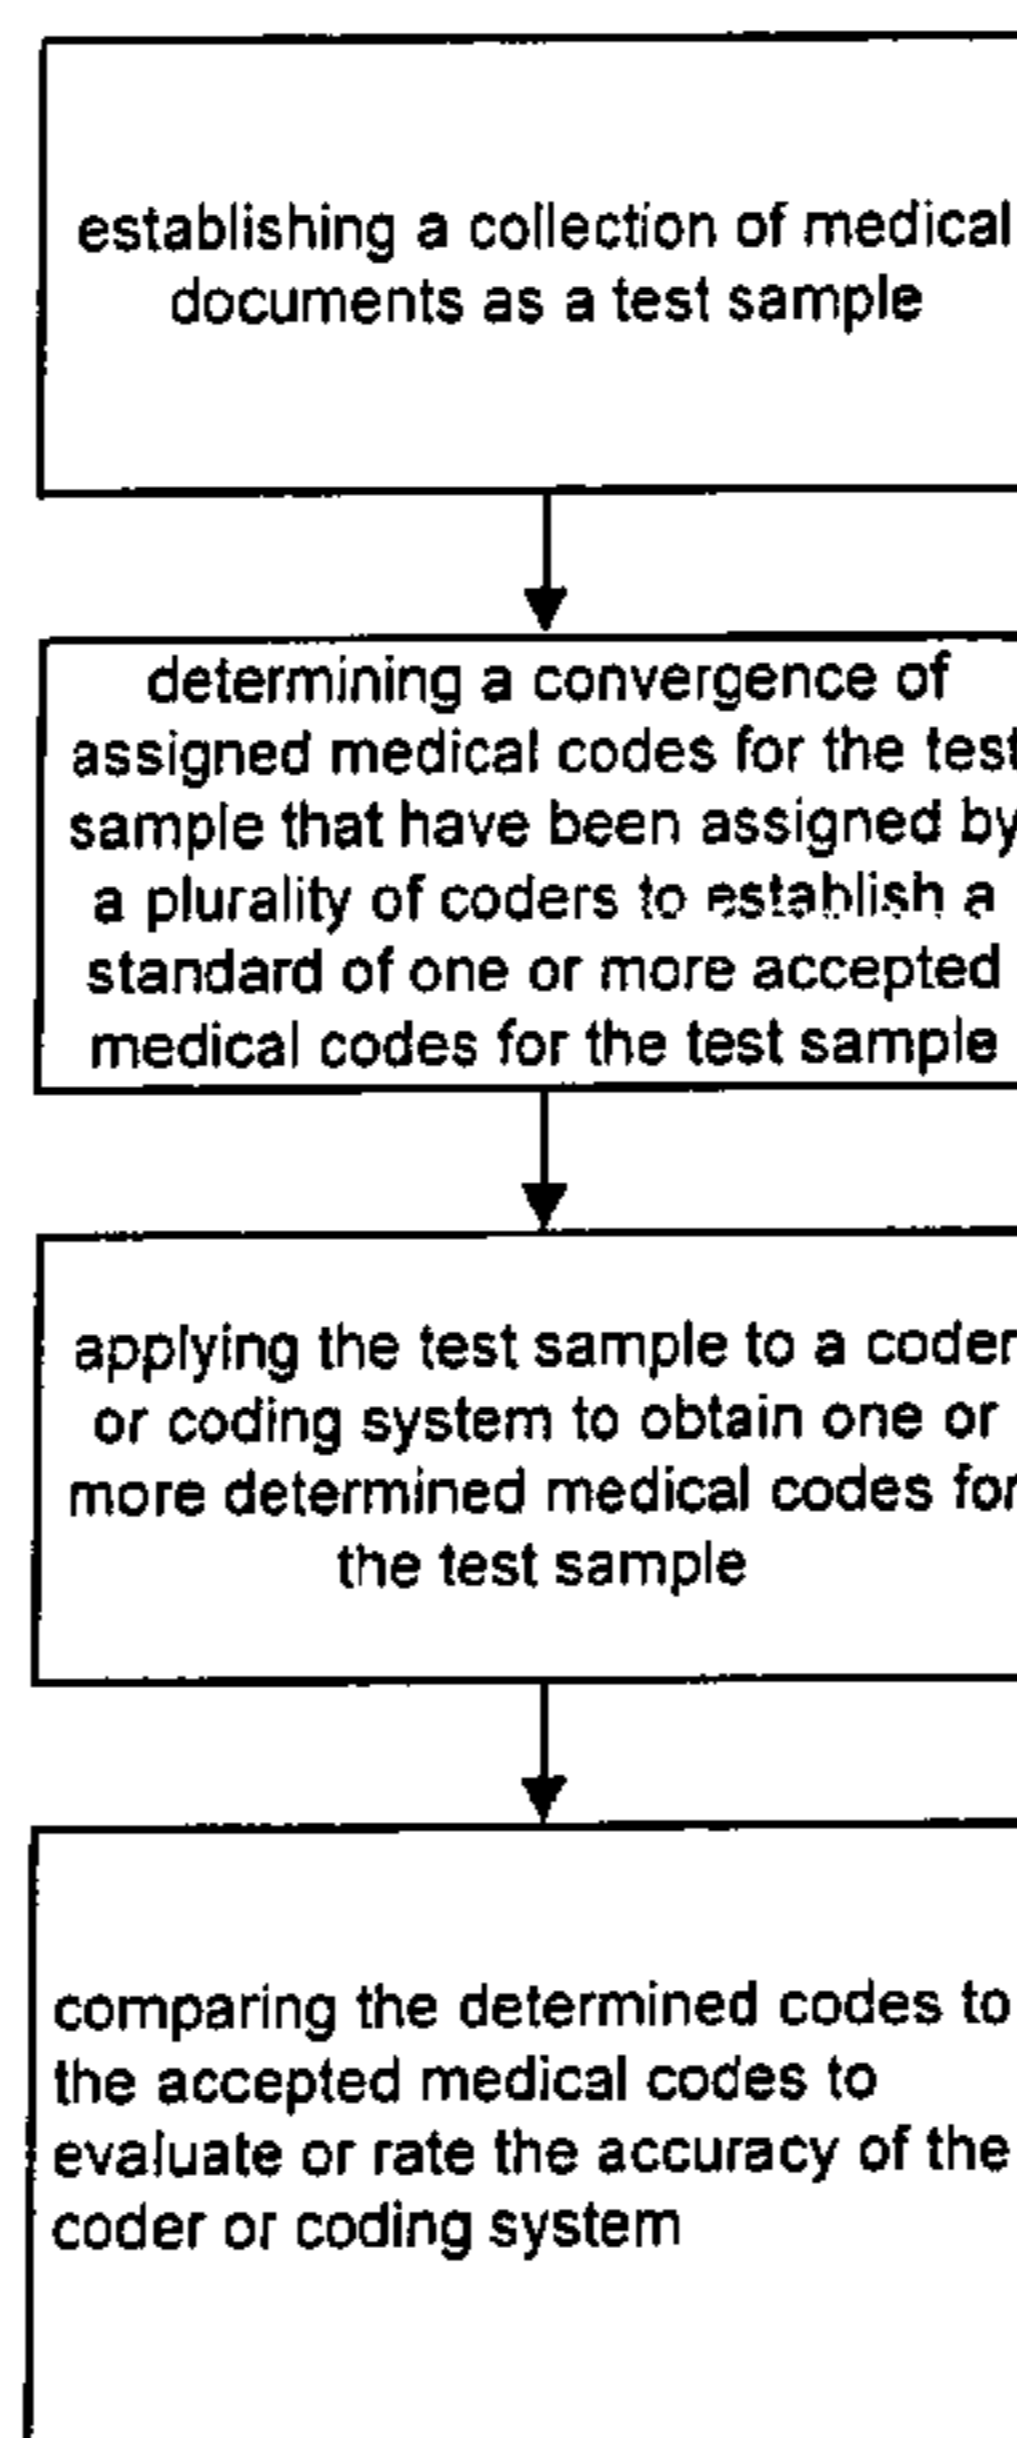 establishing a collection of medical
documents as a test sample
determining a convergence of
assigned medical codes for the test
sample that have been assigned by
a plurality of coders to establish a
standard of one or more accepted
medical codes for the test sample
applying the test sample to a coder
or coding system to obtain one or
more determined medical codes for
the test sample
comparing the determined codes to
the accepted medical codes to
evaluate or rate the accuracy of the
coder or coding system